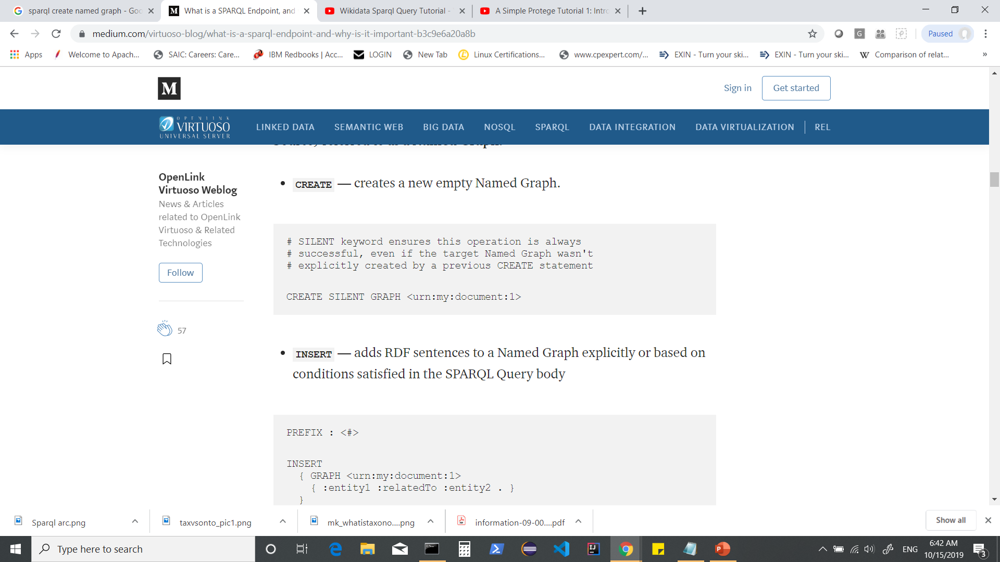 sparql create named graph - Goo
What is a SPARQL Endpoint, and
Wikidata Sparql Query Tutorial -
A Simple Protege Tutorial 1: Intro
medium.com/virtuoso-blog/what-is-a-sparql-endpoint-and-why-is-it-important-b3c9e6a20a8b
Paused
Apps
Welcome to Apach...
SAIC: Careers: Care...
IBM Redbooks | Acc...
LOGIN
New Tab
Linux Certifications...
www.cpexpert.com/...
EXIN - Turn your ski...
EXIN - Turn your ski...
W Comparison of relat...
»
M
Sign in
Get started
OPENLINK
VIRTUOSO
UNIVERSAL SERVER
LINKED DATA
SEMANTIC WEB
BIG DATA
NOSQL
SPARQL
DATA INTEGRATION
DATA VIRTUALIZATION
REL
Source, referred to as a Named Graph.
OpenLink
Virtuoso Weblog
News & Articles
related to OpenLink
Virtuoso & Related
Technologies
Follow
57
• CREATE — creates a new empty Named Graph.
# SILENT keyword ensures this operation is always
# successful, even if the target Named Graph wasn't
# explicitly created by a previous CREATE statement
CREATE SILENT GRAPH <urn:my:document:1>
• INSERT — adds RDF sentences to a Named Graph explicitly or based on
conditions satisfied in the SPARQL Query body
PREFIX : <#>
INSERT
{ GRAPH <urn:my:document:1>
{ :entity1 :relatedTo :entity2 . }
}
Sparql arc.png
taxvsonto_pic1.png
mk_whatistaxono....png
information-09-00....pdf
Show all
Type here to search
ENG
6:42 AM
10/15/2019
3